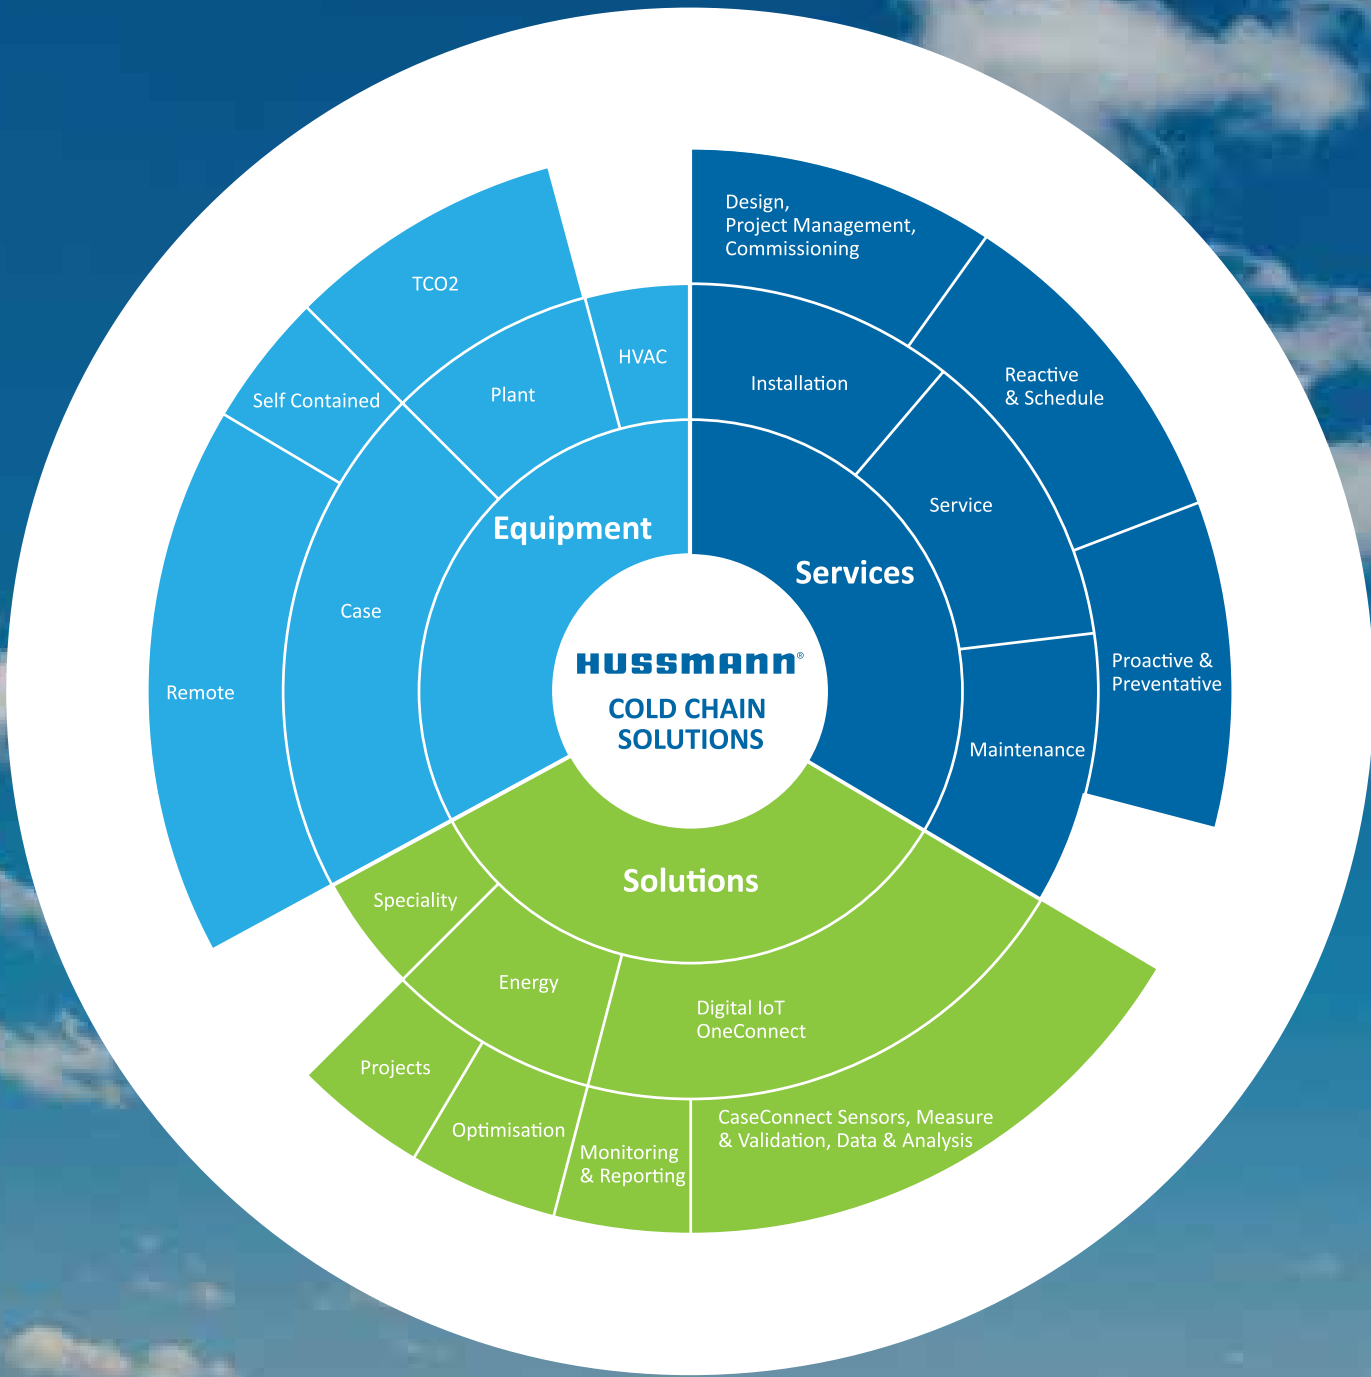 HUSSMANN®
COLD CHAIN
SOLUTIONS
Equipment
HVAC
Plant
TCO2
Case
Self Contained
Remote
Services
Installation
Design,
Project Management,
Commissioning
Service
Reactive
& Schedule
Maintenance
Proactive &
Preventative
Solutions
Speciality
Energy
Projects
Optimisation
Digital IoT
OneConnect
Monitoring
& Reporting
CaseConnect Sensors, Measure
& Validation, Data & Analysis